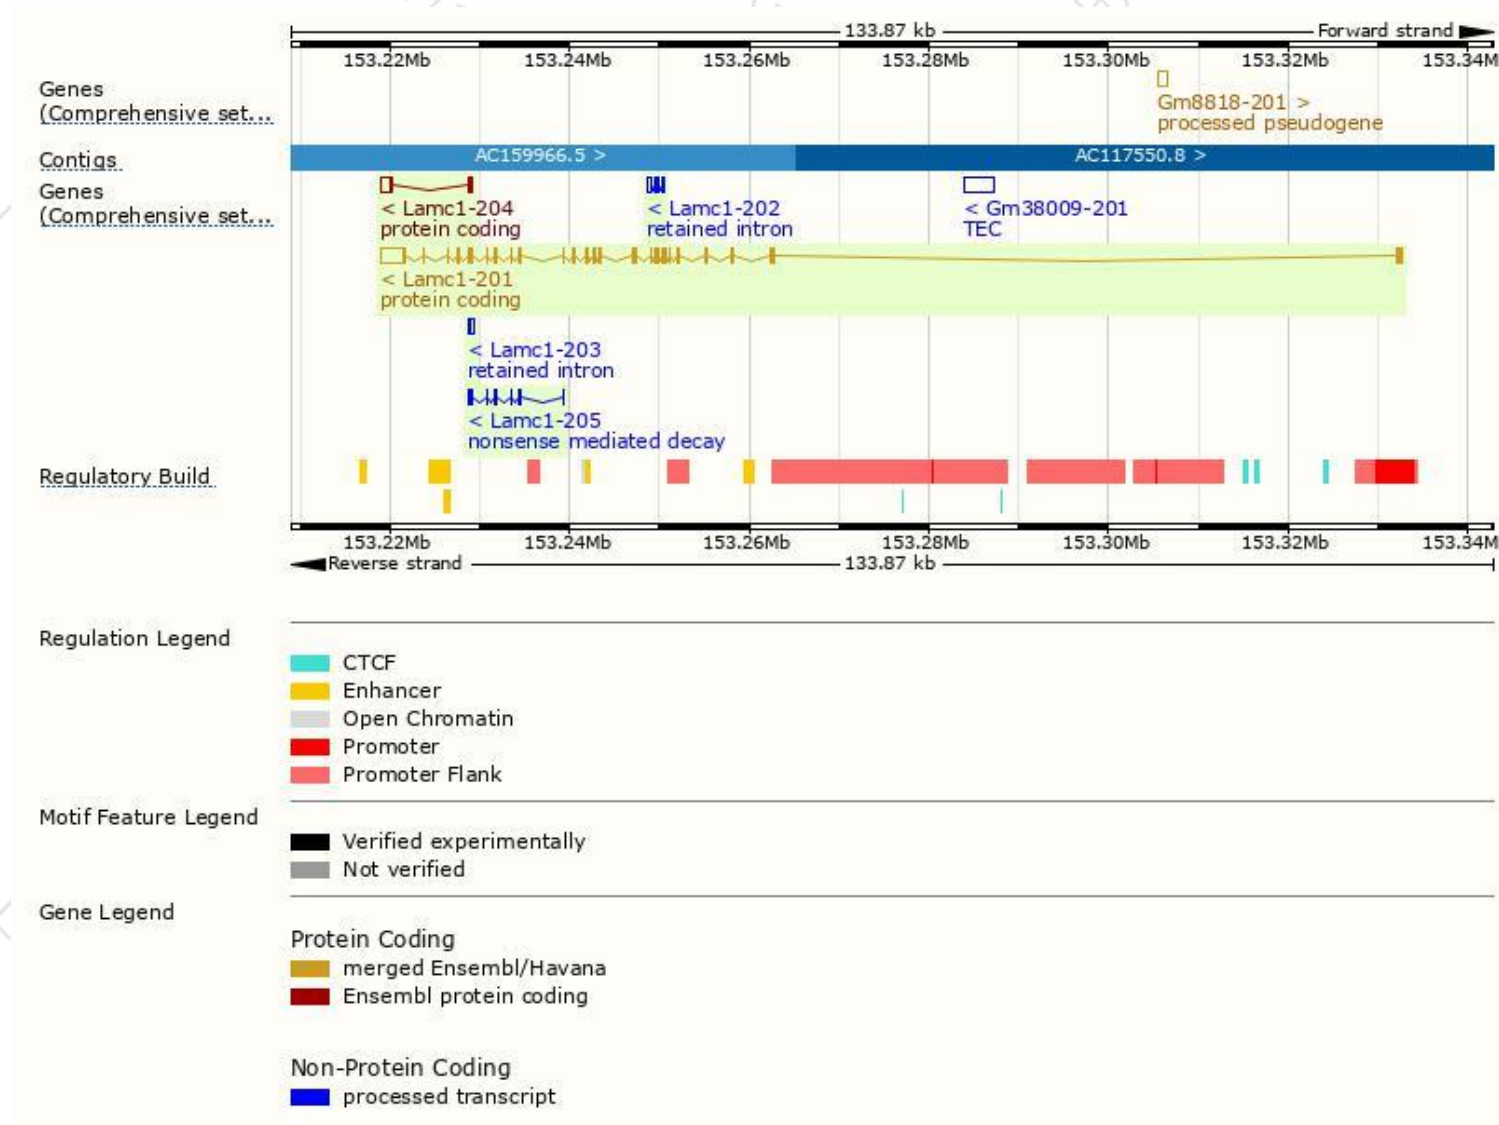 133.87 kb Forward strand
153.22Mb 153.24Mb 153.26Mb 153.28Mb 153.30Mb 153.32Mb 153.34M
Genes
(Comprehensive set...
Gm8818-201 >
processed pseudogene
Contigs AC159966.5 > AC117550.8 >
Genes
(Comprehensive set...
< Lamc1-204 < Lamc1-202 < Gm38009-201
protein coding retained intron TEC
< Lamc1-201
protein coding
< Lamc1-203
retained intron
< Lamc1-205
nonsense mediated decay
Regulatory Build
153.22Mb 153.24Mb 153.26Mb 153.28Mb 153.30Mb 153.32Mb 153.34M
Reverse strand 133.87 kb
Regulation Legend
CTCF
Enhancer
Open Chromatin
Promoter
Promoter Flank
Motif Feature Legend
Verified experimentally
Not verified
Gene Legend
Protein Coding
merged Ensembl/Havana
Ensembl protein coding
Non-Protein Coding
processed transcript